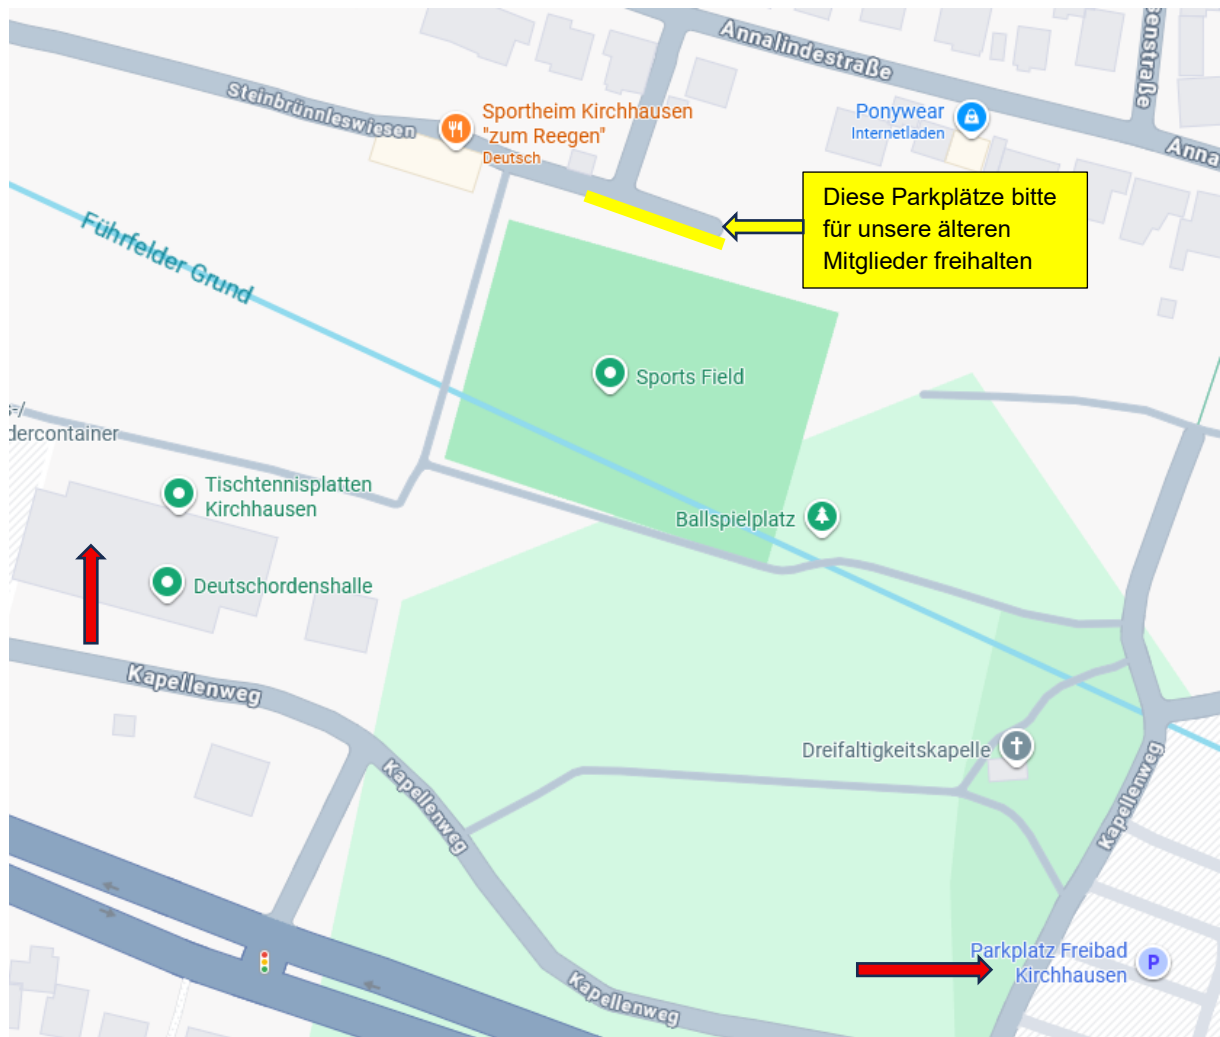 Annalindestraße
senstraße
Steinbrünnleswiesen
Sportheim Kirchhausen
"zum Reegen"
Deutsch
Ponywear
Internetladen
Anna
Diese Parkplätze bitte
für unsere älteren
Mitglieder freihalten
Führfelder Grund
Sports Field
s-/
dercontainer
Tischtennisplatten
Kirchhausen
Ballspielplatz
Deutschordenshalle
Kapellenweg
Dreifaltigkeitskapelle
Kapellenweg
Kapellenweg
Parkplatz Freibad
Kirchhausen
P
Kapellenweg